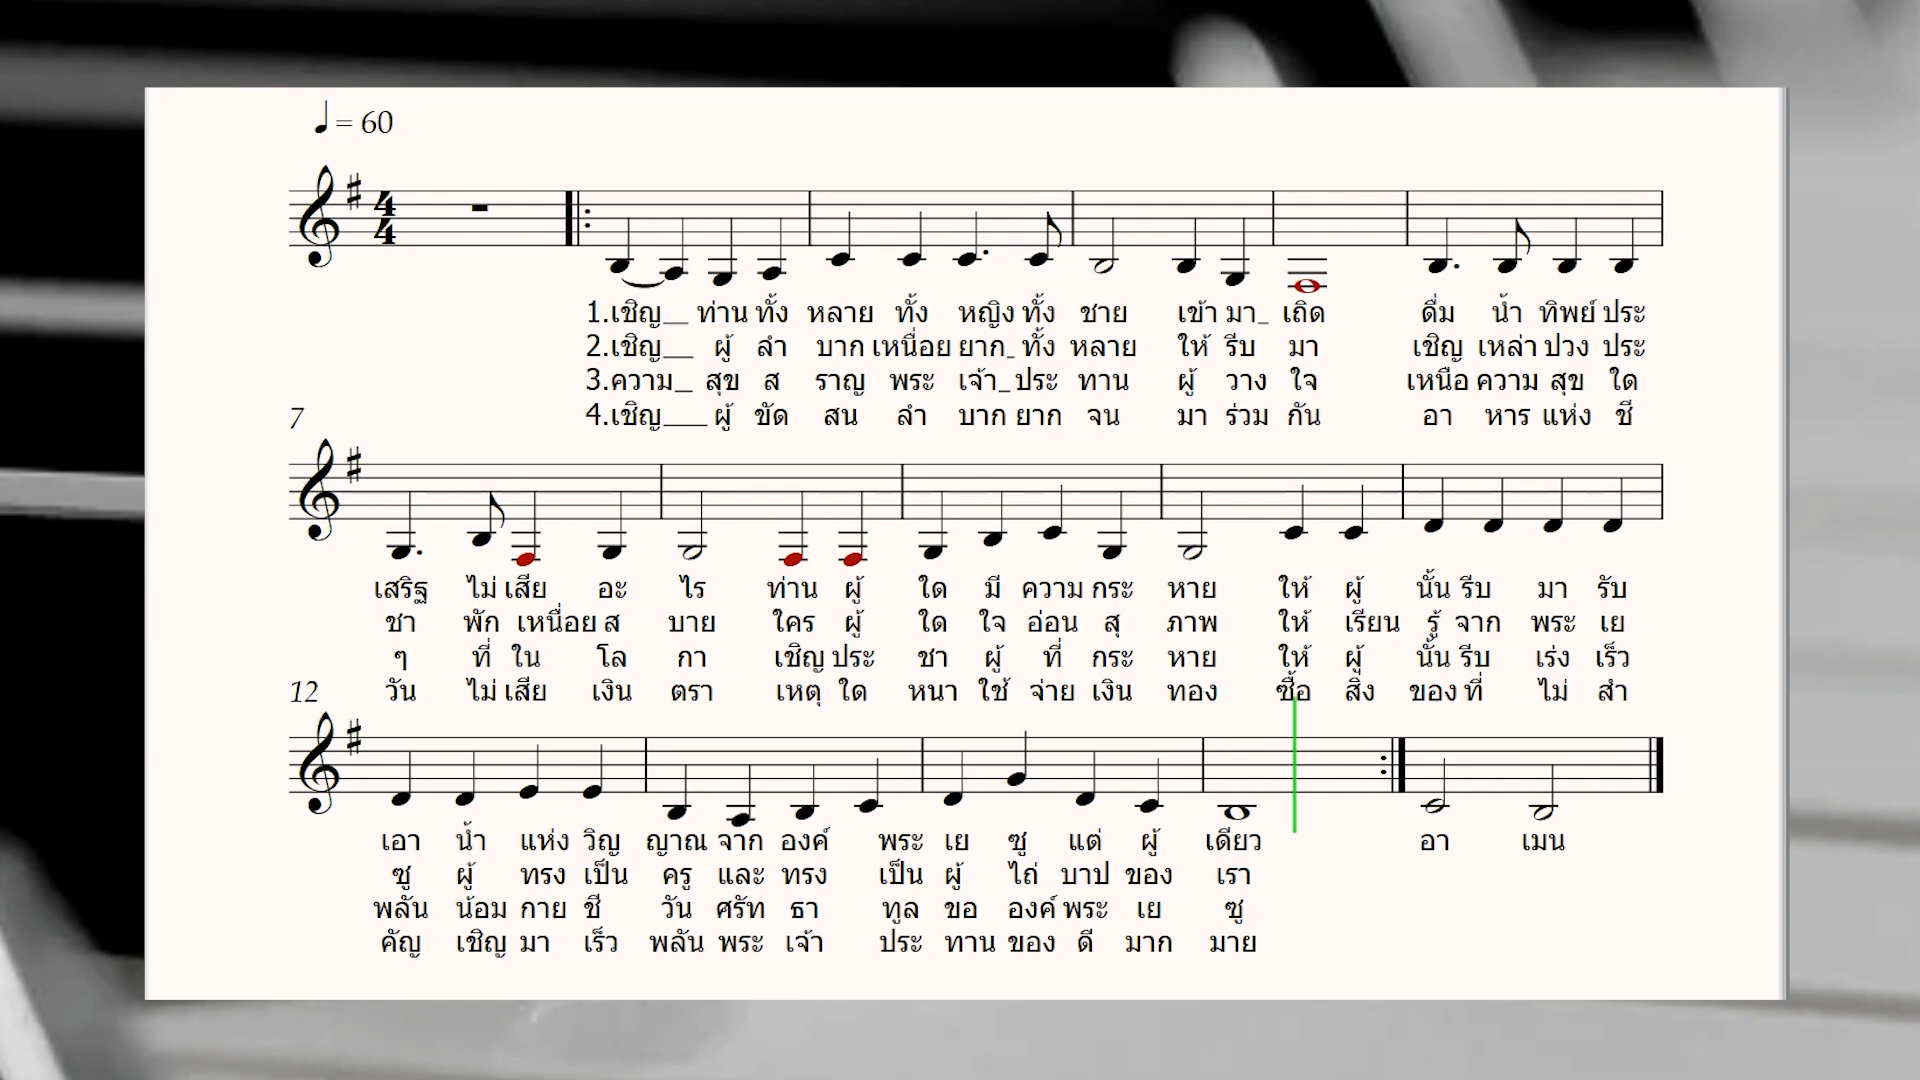 = 60
4
4
1.เชิญ__ ท่าน ทั้ง หลาย ทั้ง หญิง ทั้ง ชาย เข้า มา_ เถิด ดื่ม น้ำ ทิพย์ ประ
2.เชิญ__ ผู้ ลำ บาก เหนื่อย ยาก_ ทั้ง หลาย ให้ รีบ มา เชิญ เหล่า ปวง ประ
3.ความ_ สุข ส ราญ พระ เจ้า_ ประ ทาน ผู้ วาง ใจ เหนือ ความ สุข ใด
4.เชิญ___ ผู้ ขัด สน ลำ บาก ยาก จน มา ร่วม กัน อา หาร แห่ง ชี
7
เสริฐ ไม่ เสีย อะ ไร ท่าน ผู้ ใด มี ความ กระ หาย ให้ ผู้ นั้น รีบ มา รับ
ชา พัก เหนื่อย ส บาย ใคร ผู้ ใด ใจ อ่อน สุ ภาพ ให้ เรียน รู้ จาก พระ เย
ๆ ที่ ใน โล กา เชิญ ประ ชา ผู้ ที่ กระ หาย ให้ ผู้ นั้น รีบ เร่ง เร็ว
วัน ไม่ เสีย เงิน ตรา เหตุ ใด หนา ใช้ จ่าย เงิน ทอง ซื้อ สิ่ง ของ ที่ ไม่ สำ
12
เอา น้ำ แห่ง วิญ ญาณ จาก องค์ พระ เย ซู แต่ ผู้ เดียว อา เมน
ซู ผู้ ทรง เป็น ครู และ ทรง เป็น ผู้ ไถ่ บาป ของ เรา
พลัน น้อม กาย ชี วัน ศรัท ธา ทูล ขอ องค์ พระ เย ซู
คัญ เชิญ มา เร็ว พลัน พระ เจ้า ประ ทาน ของ ดี มาก มาย